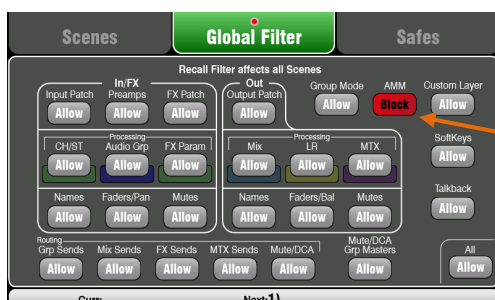 Scenes Global Filter Safes
Recall Filter affects all Scenes
In/FX Out
Input Patch Preamps FX Patch Output Patch Group Mode AMM Custom Layer
Allow Allow Allow Allow Allow Block Allow
Processing Processing
CH/ST Audio Grp FX Param Mix LR MTX SoftKeys
Allow Allow Allow Allow Allow Allow Allow
Names Faders/Pan Mutes Names Faders/Bal Mutes Talkback
Allow Allow Allow Allow Allow Allow Allow
Routing
Grp Sends Mix Sends FX Sends MTX Sends Mute/DCA Mute/DCA Grp Masters All
Allow Allow Allow Allow Allow Allow Allow
Curr: Next:1)